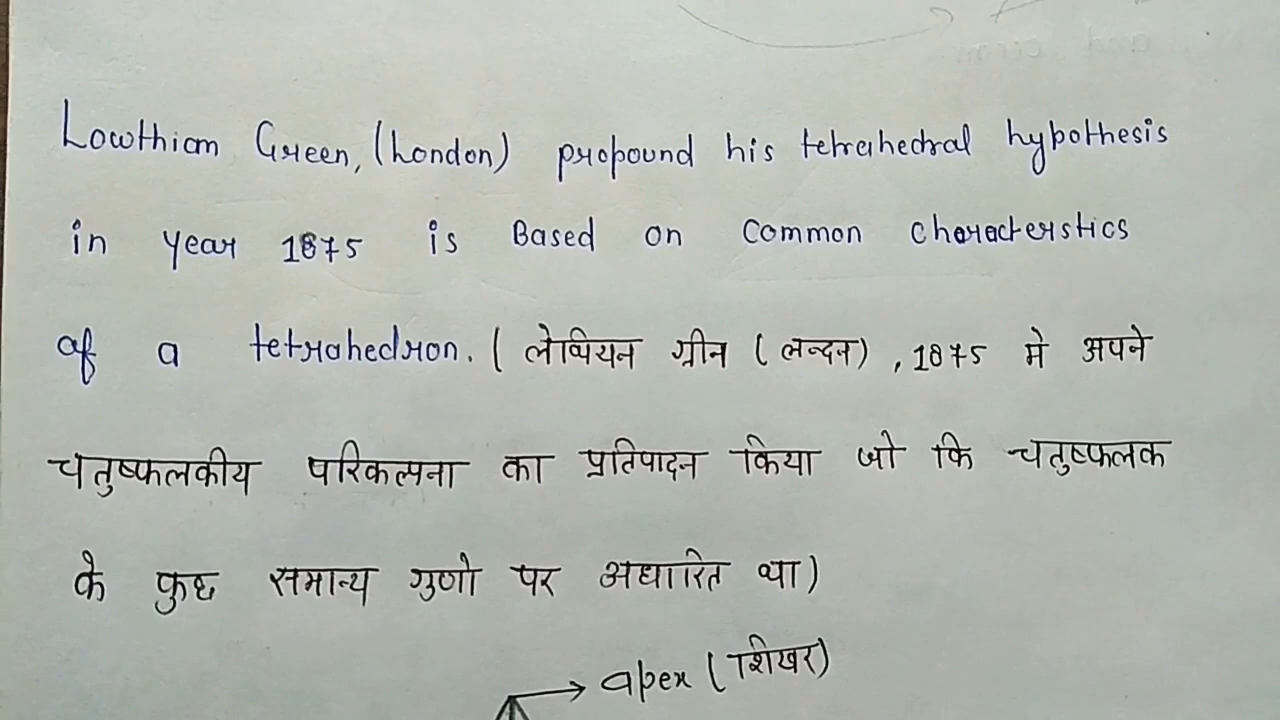 Lowthian Green, (London) propound his tetrahedral hypothesis
in year 1875 is Based on Common characterstics
of a tetrahedron. ( लोथियन ग्रीन ( लन्दन) , 1875 मे अपने
चतुष्फलकीय परिकल्पना का प्रतिपादन किया जो कि चतुष्फलक
के कुछ समान्य गुणो पर अधारित था)
apex (शिखर)